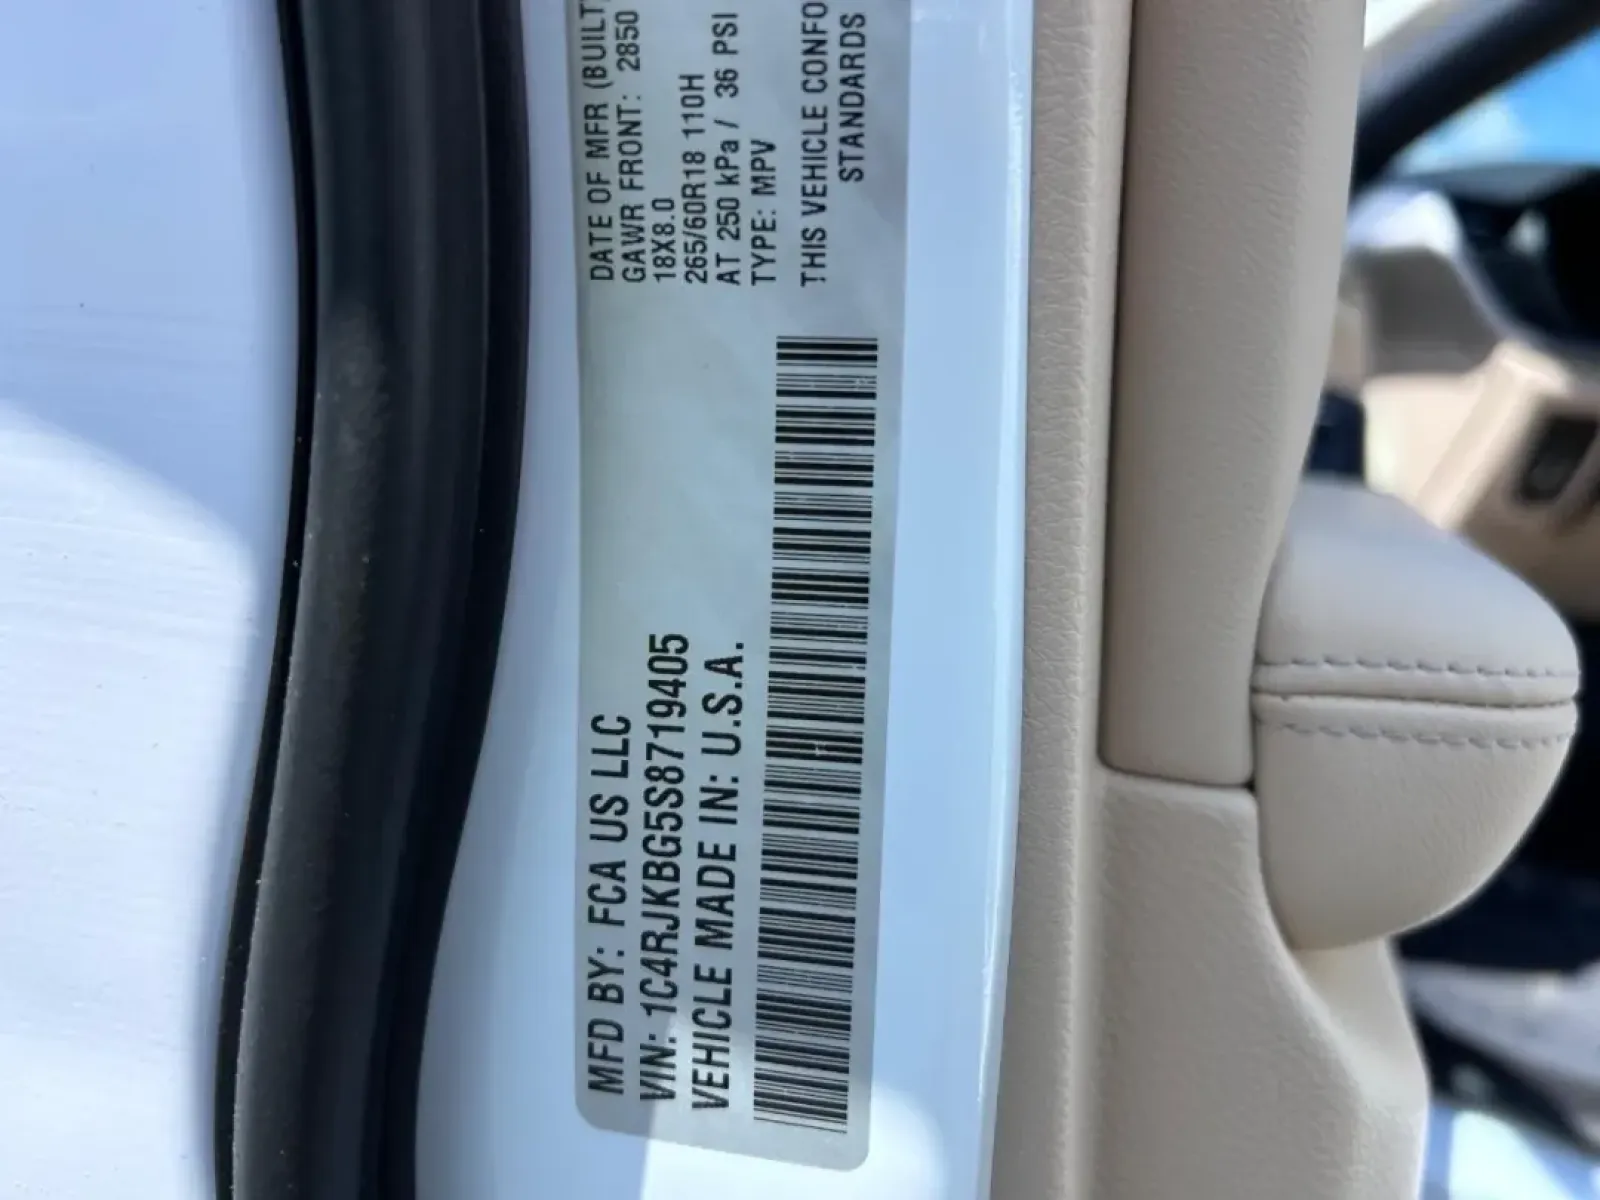 MFD BY: FCA US LLC
VIN: 1C4RJKBG5S8719405
VEHICLE MADE IN: U.S.A.
DATE OF MFR (BUILT)
GAWR FRONT: 2850
18X8.0
265/60R18 110H
AT 250 kPa / 36 PSI
TYPE: MPV
THIS VEHICLE CONFO
STANDARDS